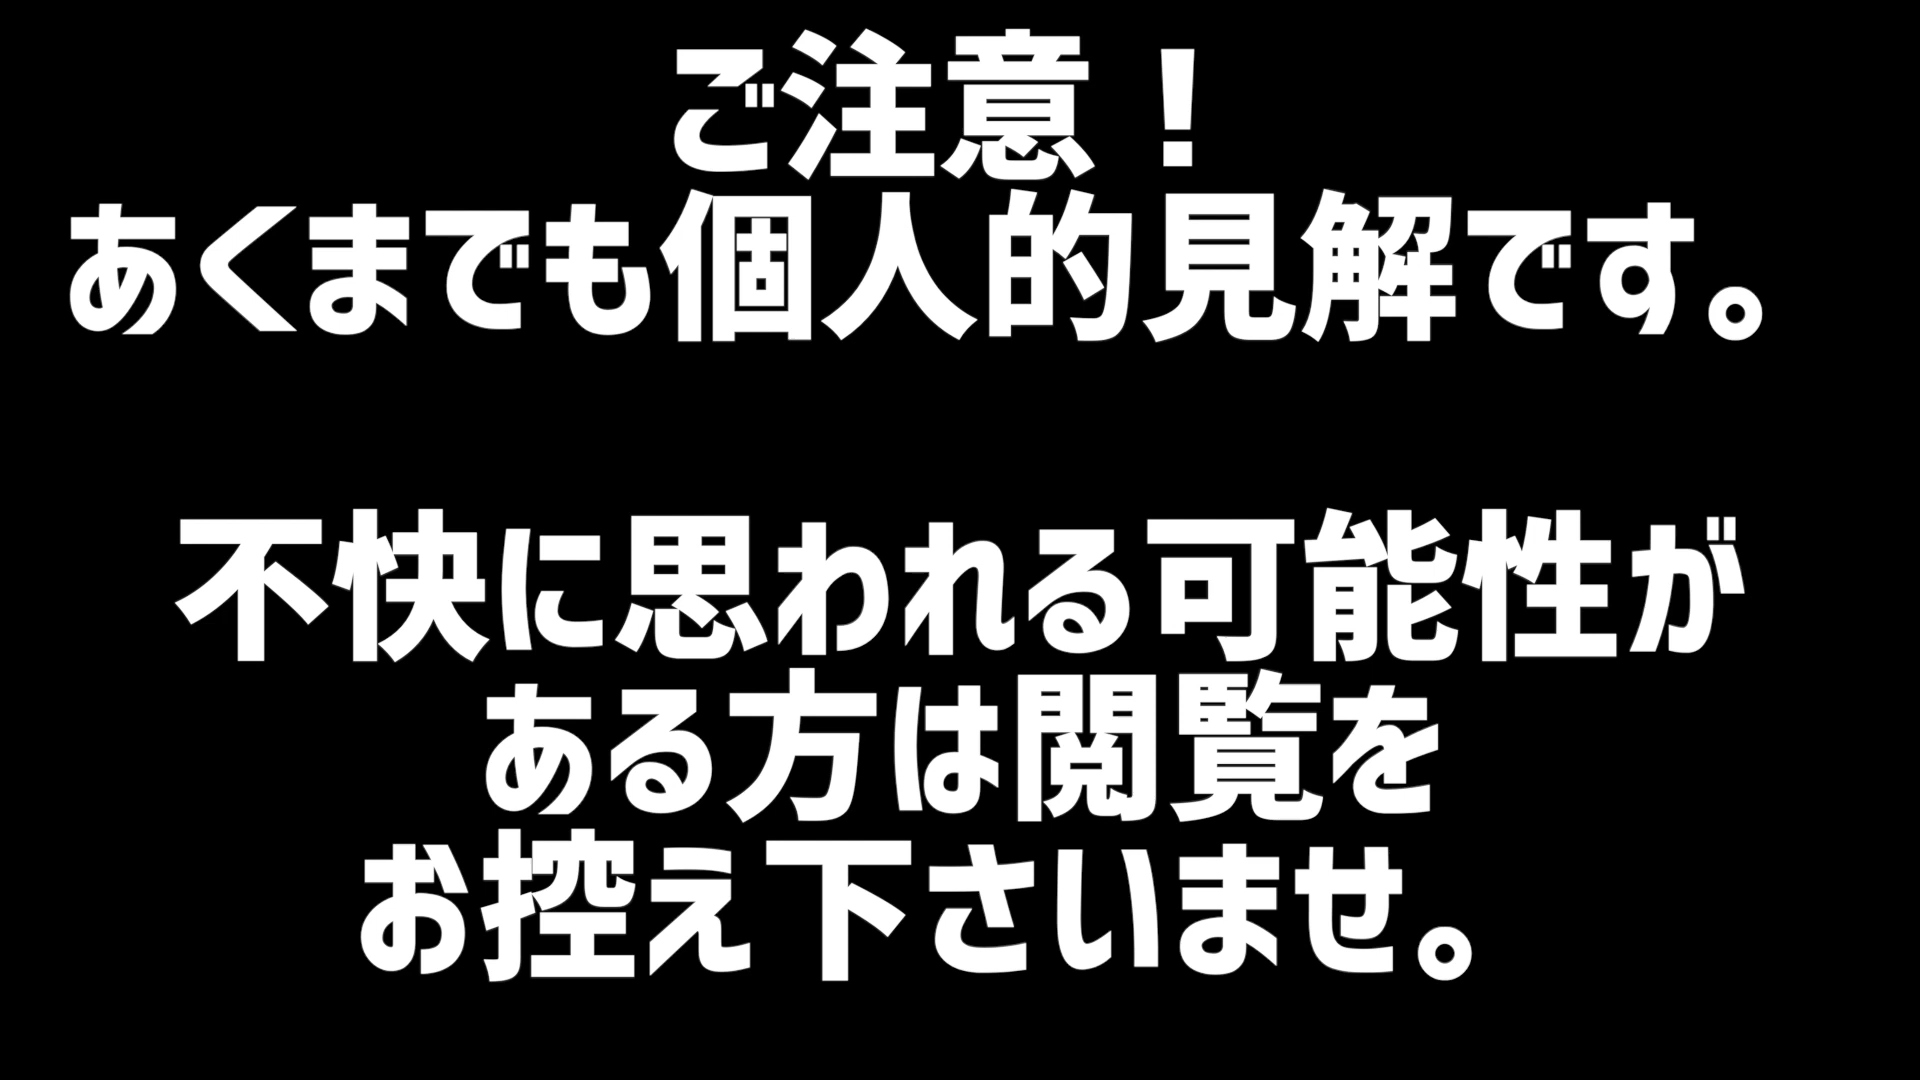 ご注意！
あくまでも個人的見解です。
不快に思われる可能性が
ある方は閲覧を
お控え下さいませ。